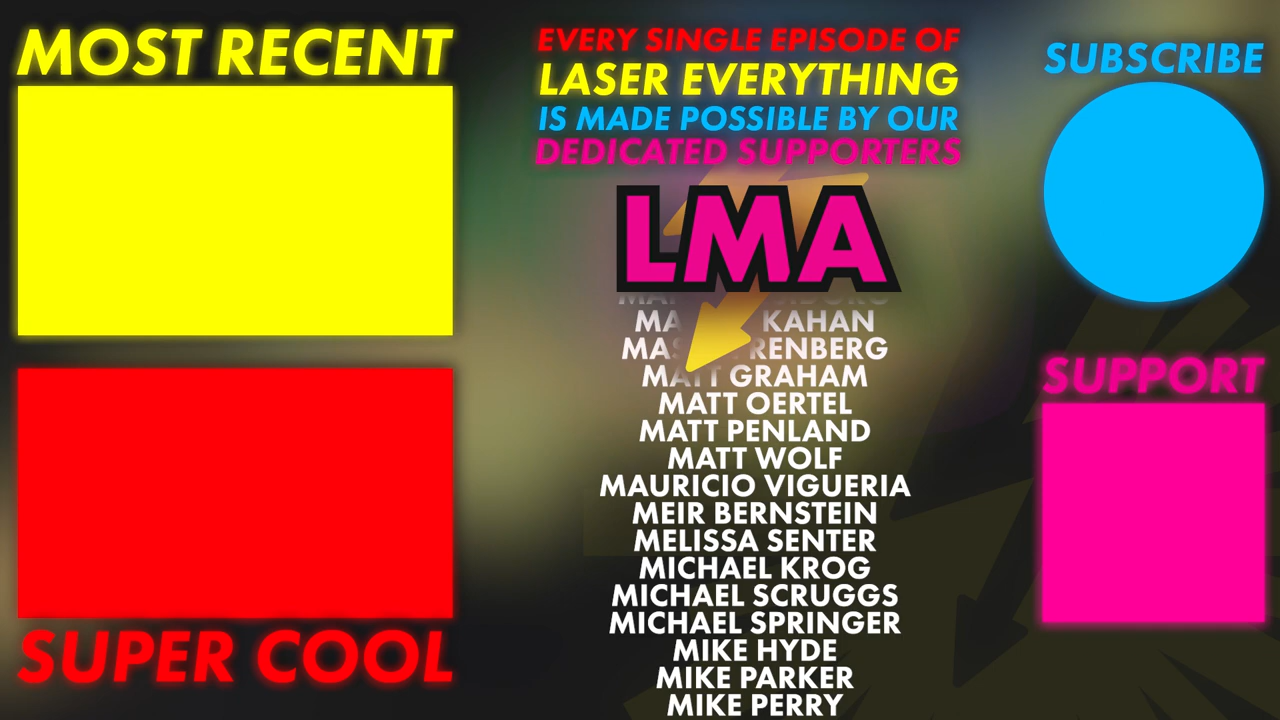 MOST RECENT
SUPER COOL
EVERY SINGLE EPISODE OF
LASER EVERYTHING
IS MADE POSSIBLE BY OUR
DEDICATED SUPPORTERS
LMA
KAHAN
MATT GRAHAM
MATT OERTEL
MATT PENLAND
MATT WOLF
MAURICIO VIGUERIA
MEIR BERNSTEIN
MELISSA SENTER
MICHAEL KROG
MICHAEL SCRUGGS
MICHAEL SPRINGER
MIKE HYDE
MIKE PARKER
MIKE PERRY
SUBSCRIBE
SUPPORT